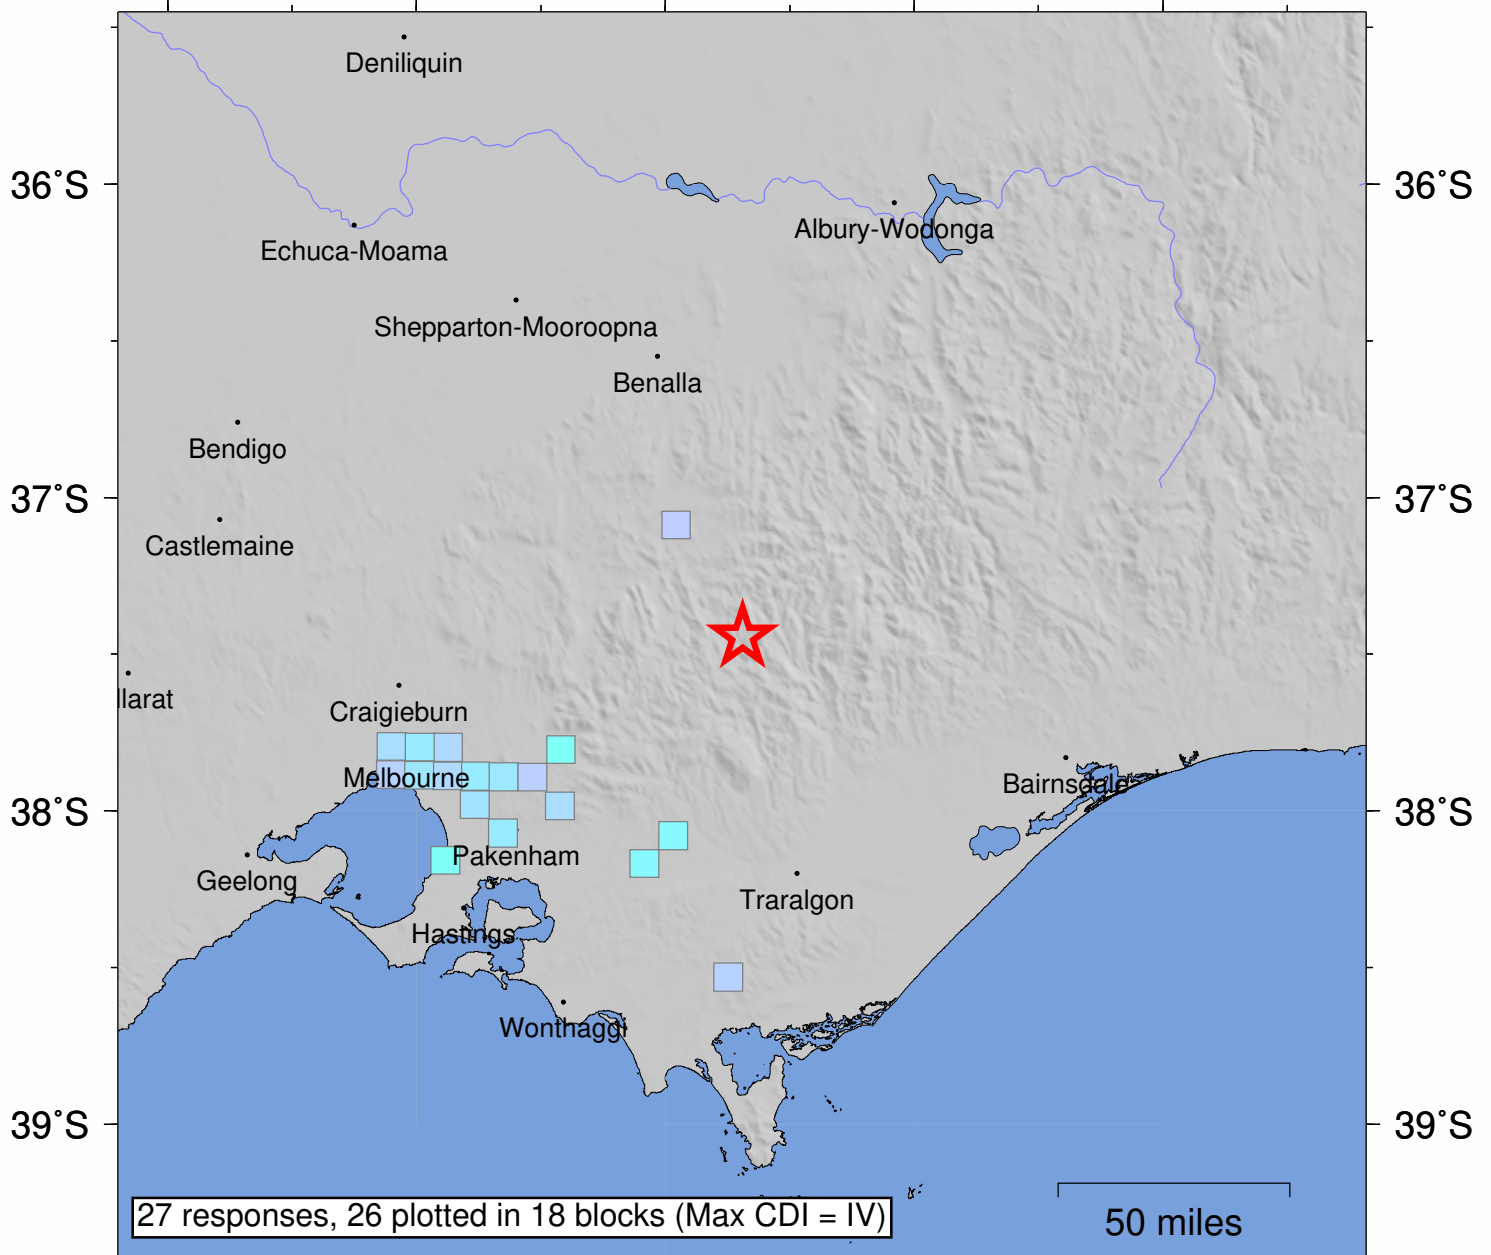 Deniliquin
36°S
36°S
Albury-Wodonga
Echuca-Moama
Shepparton-Mooroopna
Benalla
Bendigo
37°S
37°S
Castlemaine
llarat
Craigieburn
Melbourne
Bairnsdale
38°S
38°S
Pakenham
Geelong
Traralgon
Hastings
Wonthaggi
39°S
39°S
27 responses, 26 plotted in 18 blocks (Max CDI = IV)
50 miles